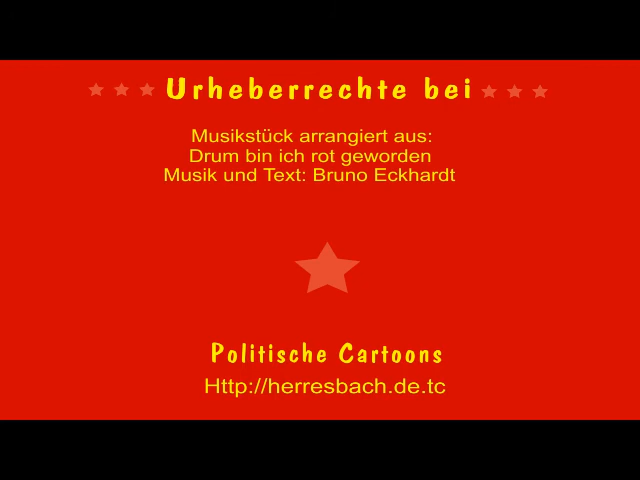 Urheberrechte bei
Musikstück arrangiert aus:
Drum bin ich rot geworden
Musik und Text: Bruno Eckhardt
Politische Cartoons
Http://herresbach.de.tc